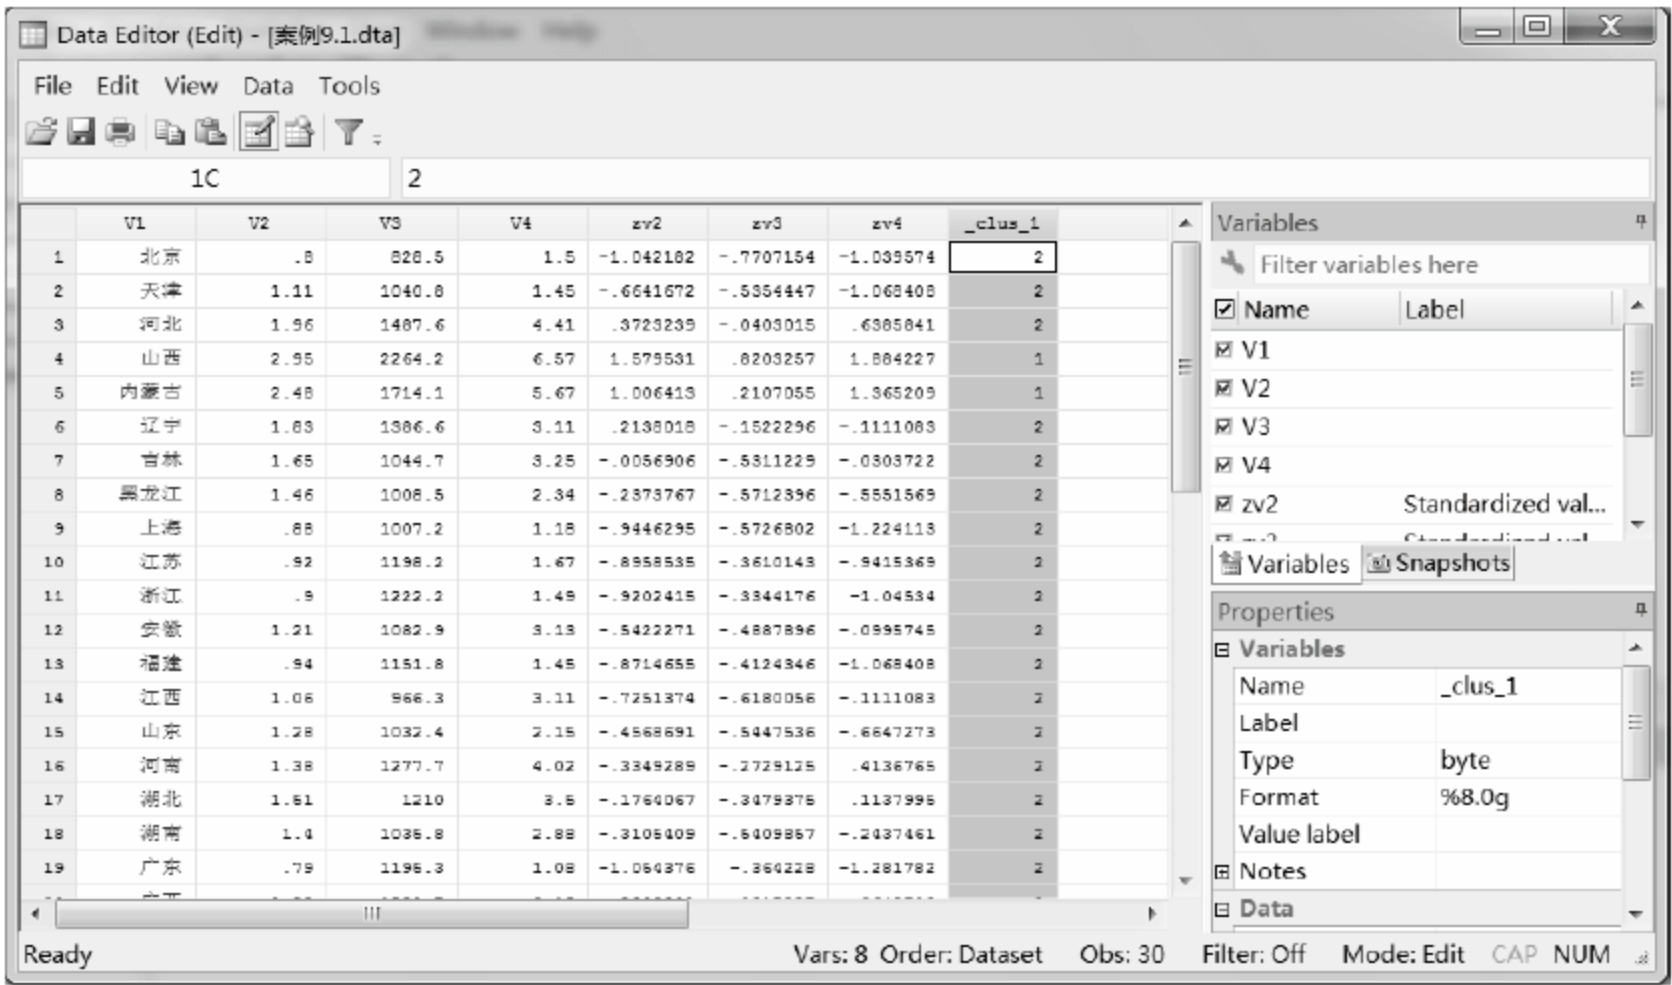 Data Editor (Edit) - [案例9.1.dta]
File Edit View Data Tools
1C 2
V1 V2 V3 V4 zv2 zv3 zv4 _clus_1
1 北京 .8 828.5 1.5 -1.042182 -.7707154 -1.039574 2
2 天津 1.11 1040.8 1.45 -.6641672 -.5354447 -1.068408 2
3 河北 1.96 1487.6 4.41 .3723239 -.0403015 .6385841 2
4 山西 2.95 2264.2 6.57 1.579531 .8203257 1.884227 1
5 内蒙古 2.48 1714.1 5.67 1.006413 .2107055 1.365209 1
6 辽宁 1.83 1386.6 3.11 .2138018 -.1522296 -.1111083 2
7 吉林 1.65 1044.7 3.25 -.0056906 -.5311229 -.0303722 2
8 黑龙江 1.46 1008.5 2.34 -.2373767 -.5712396 -.5551569 2
9 上海 .88 1007.2 1.18 -.9446295 -.5726802 -1.224113 2
10 江苏 .92 1198.2 1.67 -.8958535 -.3610143 -.9415369 2
11 浙江 .9 1222.2 1.49 -.9202415 -.3344176 -1.04534 2
12 安徽 1.21 1082.9 3.13 -.5422271 -.4887896 -.0995745 2
13 福建 .94 1151.8 1.45 -.8714655 -.4124346 -1.068408 2
14 江西 1.06 966.3 3.11 -.7251374 -.6180056 -.1111083 2
15 山东 1.28 1032.4 2.15 -.4568691 -.5447536 -.6647273 2
16 河南 1.38 1277.7 4.02 -.3349289 -.2729125 .4136765 2
17 湖北 1.51 1210 3.5 -.1764067 -.3479375 .1137995 2
18 湖南 1.4 1035.8 2.88 -.3105409 -.5409857 -.2437461 2
19 广东 .79 1195.3 1.08 -1.054376 -.364228 -1.281782 2
Variables
Filter variables here
Name Label
V1
V2
V3
V4
zv2 Standardized val...
Variables Snapshots
Properties
Variables
Name _clus_1
Label
Type byte
Format %8.0g
Value label
Notes
Data
Ready Vars: 8 Order: Dataset Obs: 30 Filter: Off Mode: Edit CAP NUM